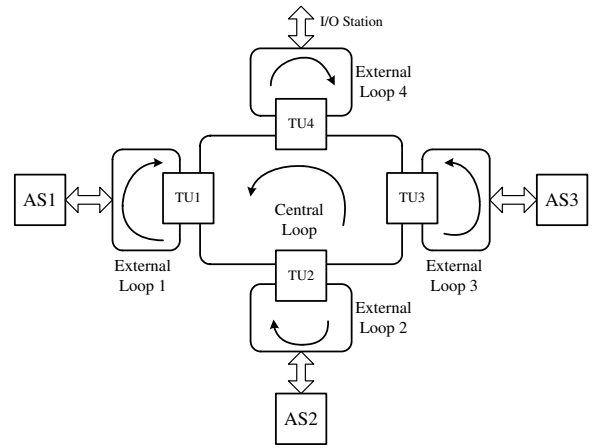 I/O Station
External
Loop 4
TU4
AS1
TU1
Central
Loop
TU3
AS3
External
Loop 1
TU2
External
Loop 3
External
Loop 2
AS2